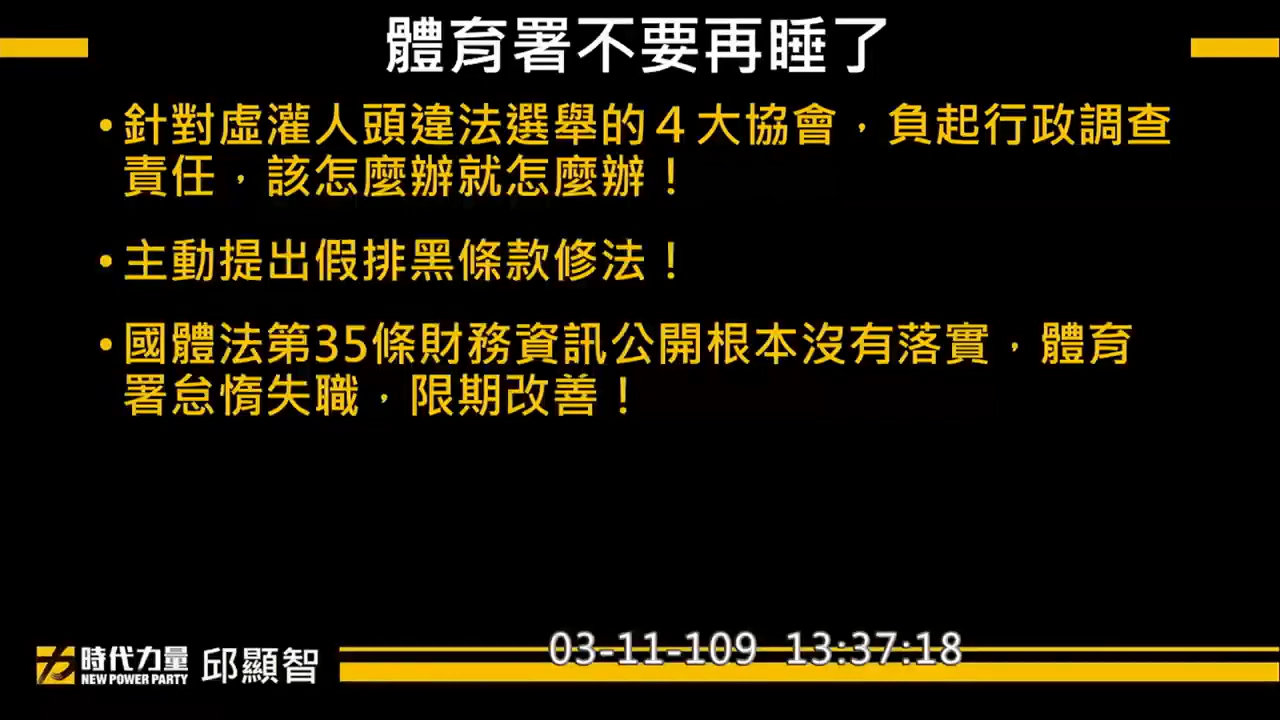 體育署不要再睡了
•針對虛灌人頭違法選舉的４大協會，負起行政調查
責任，該怎麼辦就怎麼辦！
•主動提出假排黑條款修法！
•國體法第35條財務資訊公開根本沒有落實，體育
署怠惰失職，限期改善！
時代力量
NEW POWER PARTY
邱顯智
03-11-109 13:37:18